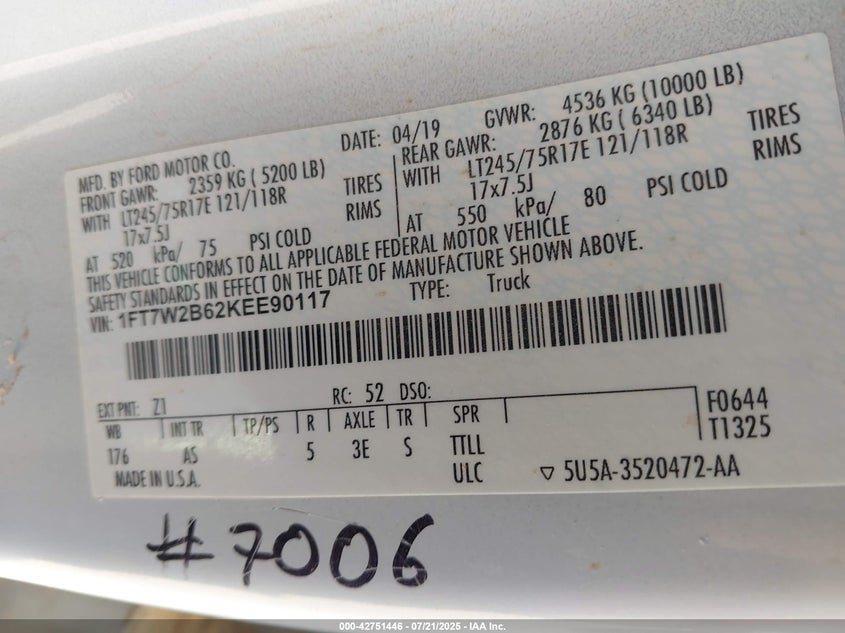 MFD. BY FORD MOTOR CO. DATE: 04/19 GVWR: 4536 KG (10000 LB)
FRONT GAWR: 2359 KG ( 5200 LB) REAR GAWR: 2876 KG ( 6340 LB)
WITH LT245/75R17E 121/118R TIRES WITH LT245/75R17E 121/118R TIRES
17x7.5J RIMS 17x7.5J RIMS
AT 520 kPa/ 75 PSI COLD AT 550 kPa/ 80 PSI COLD
THIS VEHICLE CONFORMS TO ALL APPLICABLE FEDERAL MOTOR VEHICLE
SAFETY STANDARDS IN EFFECT ON THE DATE OF MANUFACTURE SHOWN ABOVE.
VIN: 1FT7W2B62KEE90117 TYPE: Truck
EXT PNT: Z1 RC: 52 DSO:
WB INT TR TP/PS R AXLE TR SPR F0644
176 AS 5 3E S TTLL T1325
MADE IN U.S.A. ULC ▽ 5U5A-3520472-AA
#7006
000-42751446 - 07/21/2025 - IAA Inc.